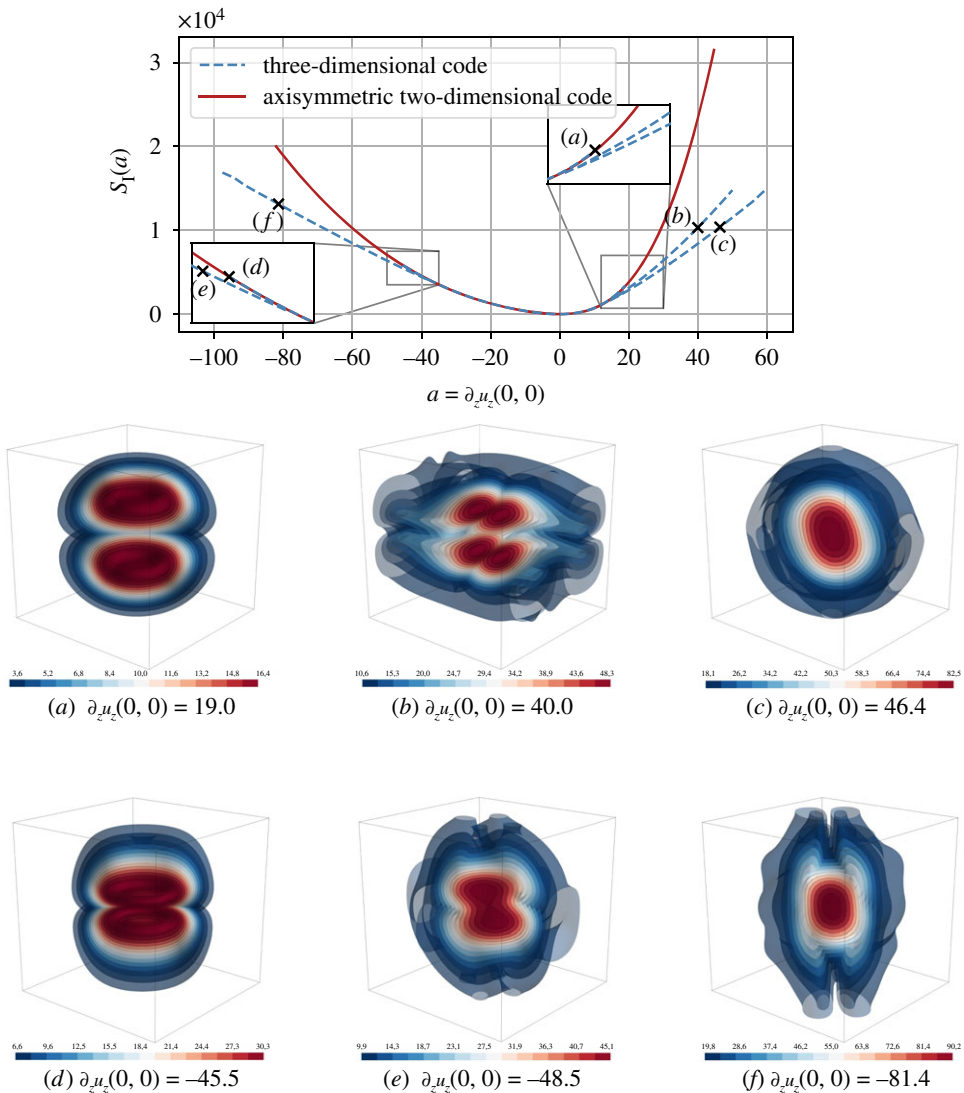 ×10⁴
three-dimensional code
axisymmetric two-dimensional code
3
2
1
0
S_I(a)
(a)
(b)
(c)
(f)
(d)
(e)
–100 –80 –60 –40 –20 0 20 40 60
a = ∂_z u_z(0, 0)
3,6 5,2 6,8 8,4 10,0 11,6 13,2 14,8 16,4
10,6 15,3 20,0 24,7 29,4 34,2 38,9 43,6 48,3
18,1 26,2 34,2 42,2 50,3 58,3 66,4 74,4 82,5
(a) ∂_z u_z(0, 0) = 19.0
(b) ∂_z u_z(0, 0) = 40.0
(c) ∂_z u_z(0, 0) = 46.4
6,6 9,6 12,5 15,5 18,4 21,4 24,4 27,3 30,3
9,9 14,3 18,7 23,1 27,5 31,9 36,3 40,7 45,1
19,8 28,6 37,4 46,2 55,0 63,8 72,6 81,4 90,2
(d) ∂_z u_z(0, 0) = –45.5
(e) ∂_z u_z(0, 0) = –48.5
(f) ∂_z u_z(0, 0) = –81.4